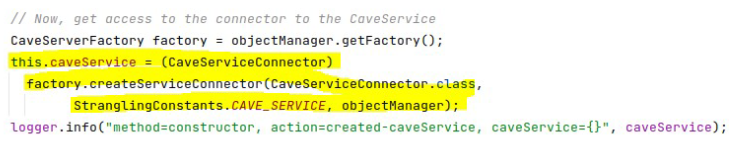 // Now, get access to the connector to the CaveService
CaveServerFactory factory = objectManager.getFactory();
this.caveService = (CaveServiceConnector)
factory.createServiceConnector(CaveServiceConnector.class,
StranglingConstants.CAVE_SERVICE, objectManager);
logger.info("method=constructor, action=created-caveService, caveService={}", caveService);